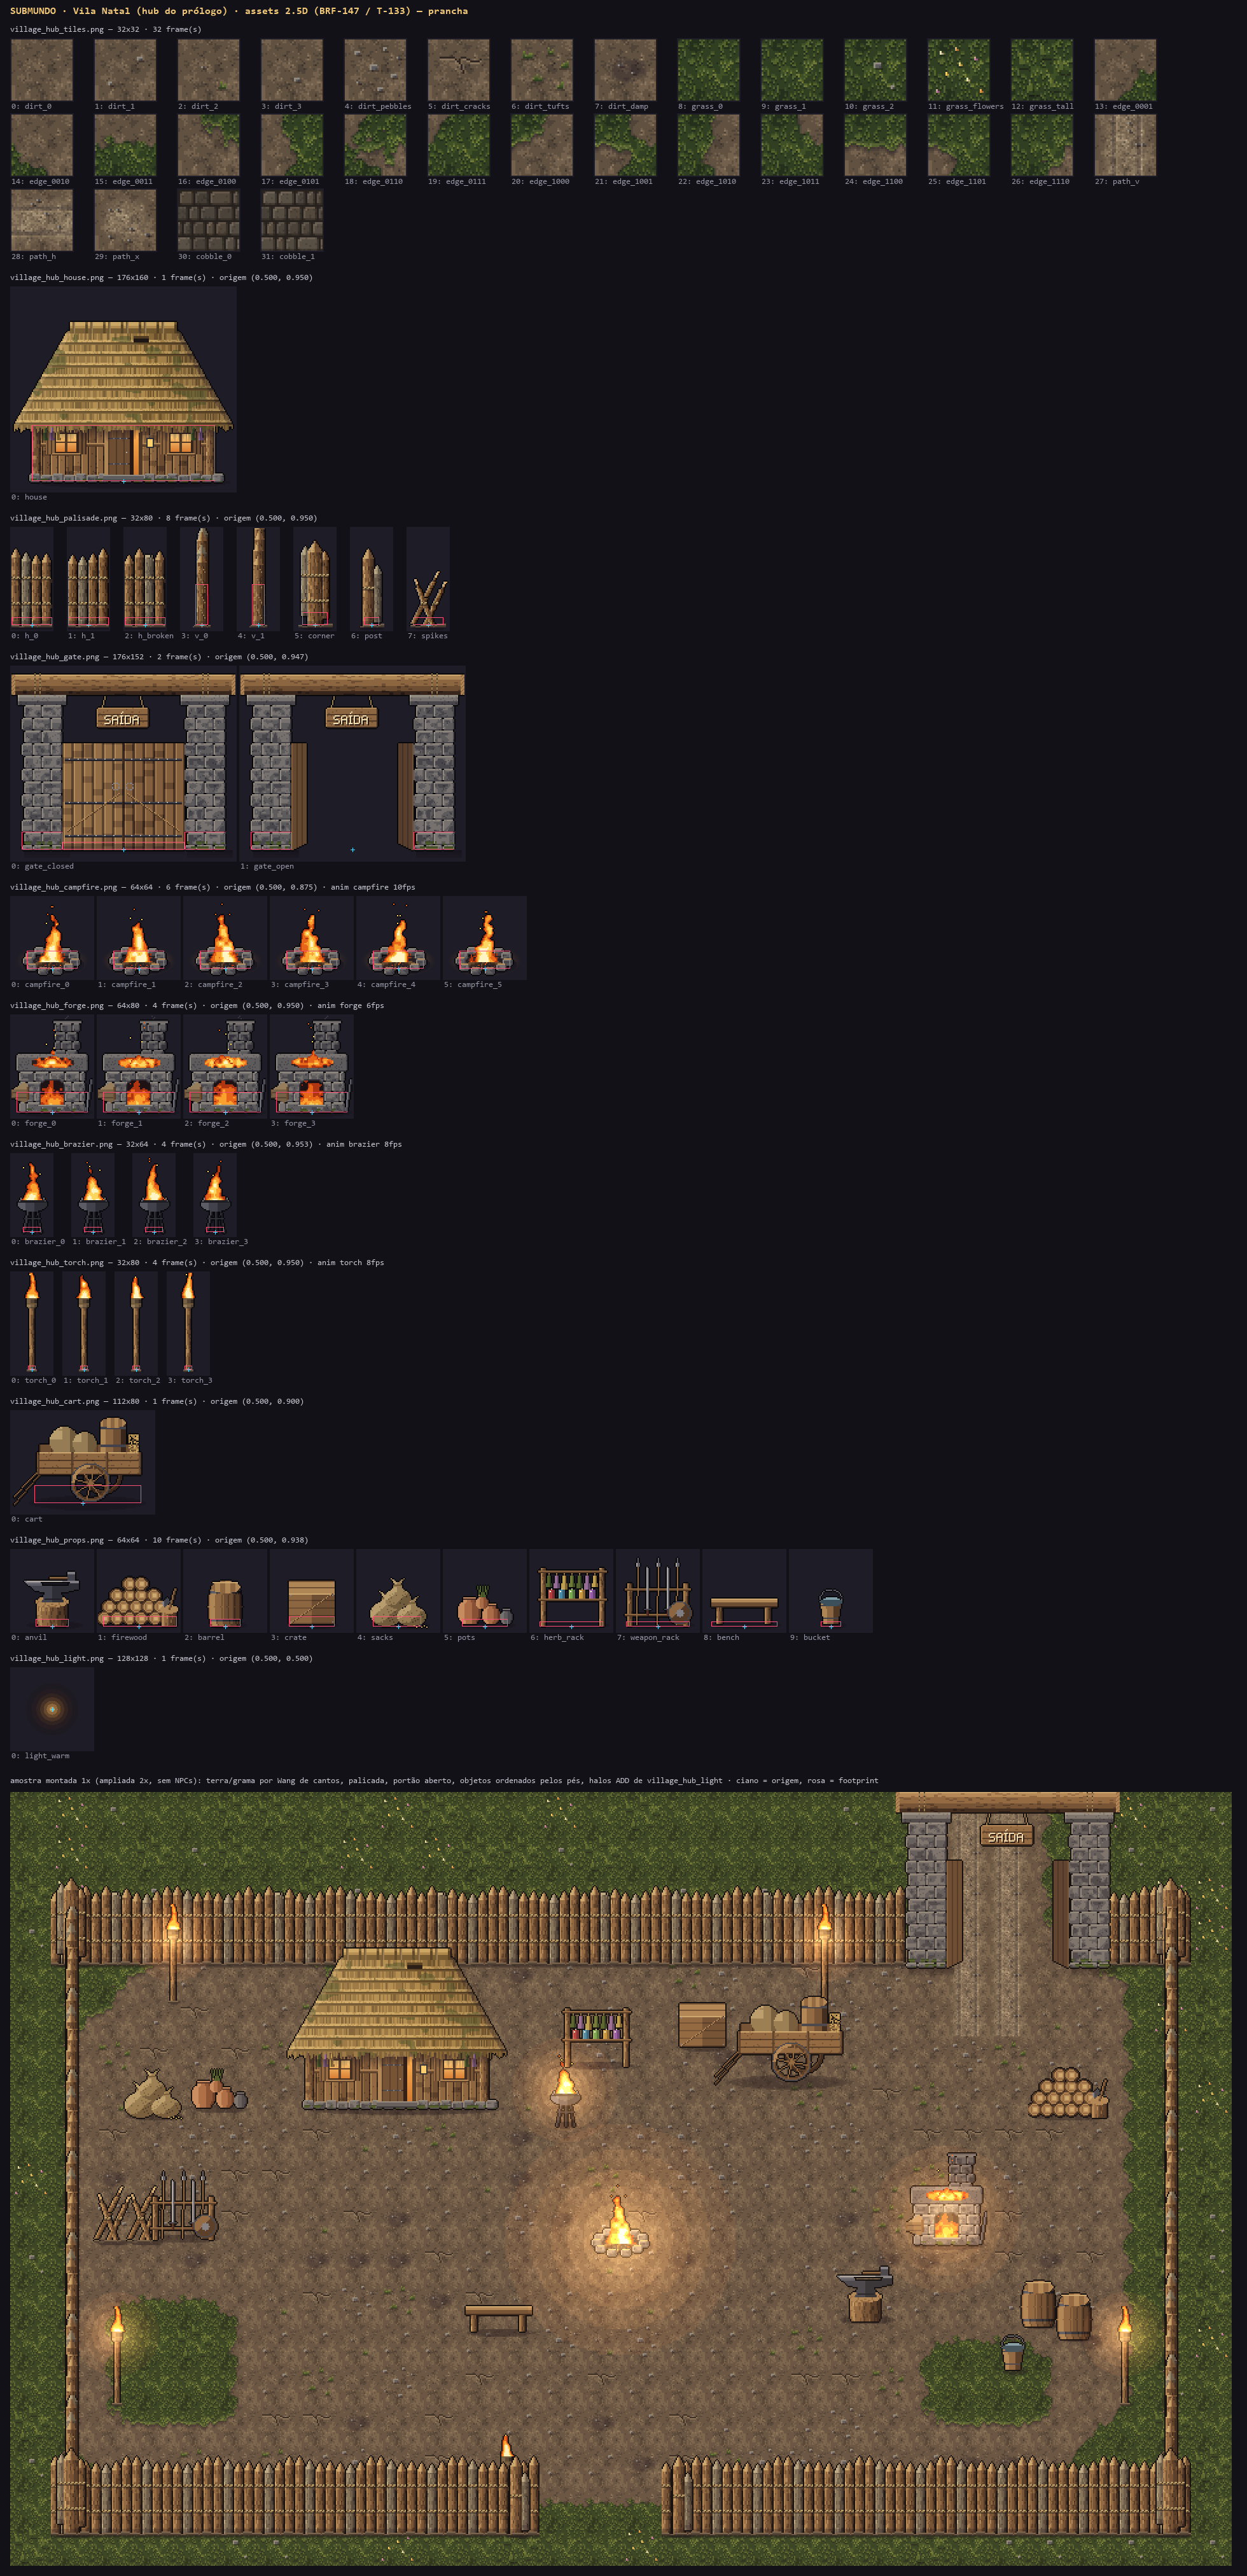 SUBMUNDO · Vila Natal (hub do prólogo) · assets 2.5D (BRF-147 / T-133) — prancha
village_hub_tiles.png — 32x32 · 32 frame(s)
0: dirt_0 1: dirt_1 2: dirt_2 3: dirt_3 4: dirt_pebbles 5: dirt_cracks 6: dirt_tufts 7: dirt_damp 8: grass_0 9: grass_1 10: grass_2 11: grass_flowers 12: grass_tall 13: edge_0001
14: edge_0010 15: edge_0011 16: edge_0100 17: edge_0101 18: edge_0110 19: edge_0111 20: edge_1000 21: edge_1001 22: edge_1010 23: edge_1011 24: edge_1100 25: edge_1101 26: edge_1110 27: path_v
28: path_h 29: path_x 30: cobble_0 31: cobble_1
village_hub_house.png — 176x160 · 1 frame(s) · origem (0.500, 0.950)
0: house
village_hub_palisade.png — 32x80 · 8 frame(s) · origem (0.500, 0.950)
0: h_0 1: h_1 2: h_broken 3: v_0 4: v_1 5: corner 6: post 7: spikes
village_hub_gate.png — 176x152 · 2 frame(s) · origem (0.500, 0.947)
SAÍDA SAÍDA
0: gate_closed 1: gate_open
village_hub_campfire.png — 64x64 · 6 frame(s) · origem (0.500, 0.875) · anim campfire 10fps
0: campfire_0 1: campfire_1 2: campfire_2 3: campfire_3 4: campfire_4 5: campfire_5
village_hub_forge.png — 64x80 · 4 frame(s) · origem (0.500, 0.950) · anim forge 6fps
0: forge_0 1: forge_1 2: forge_2 3: forge_3
village_hub_brazier.png — 32x64 · 4 frame(s) · origem (0.500, 0.953) · anim brazier 8fps
0: brazier_0 1: brazier_1 2: brazier_2 3: brazier_3
village_hub_torch.png — 32x80 · 4 frame(s) · origem (0.500, 0.950) · anim torch 8fps
0: torch_0 1: torch_1 2: torch_2 3: torch_3
village_hub_cart.png — 112x80 · 1 frame(s) · origem (0.500, 0.900)
0: cart
village_hub_props.png — 64x64 · 10 frame(s) · origem (0.500, 0.938)
0: anvil 1: firewood 2: barrel 3: crate 4: sacks 5: pots 6: herb_rack 7: weapon_rack 8: bench 9: bucket
village_hub_light.png — 128x128 · 1 frame(s) · origem (0.500, 0.500)
0: light_warm
amostra montada 1x (ampliada 2x, sem NPCs): terra/grama por Wang de cantos, palicada, portão aberto, objetos ordenados pelos pés, halos ADD de village_hub_light · ciano = origem, rosa = footprint
SAÍDA